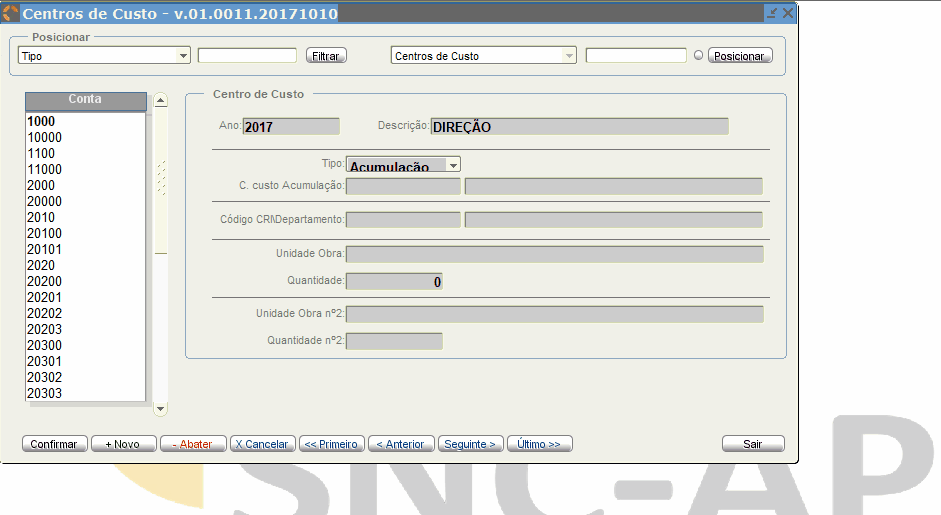 Centros de Custo - v.01.0011.20171010
Posicionar
Tipo Filtrar Centros de Custo Posicionar
Conta
1000
10000
1100
11000
2000
20000
2010
20100
20101
2020
20200
20201
20202
20203
20300
20301
20302
20303
Centro de Custo
Ano: 2017 Descrição: DIREÇÃO
Tipo: Acumulação
C. custo Acumulação:
Código CRI\Departamento:
Unidade Obra:
Quantidade: 0
Unidade Obra nº2:
Quantidade nº2:
Confirmar + Novo - Abater X Cancelar << Primeiro < Anterior Seguinte > Último >> Sair
SNC-AP